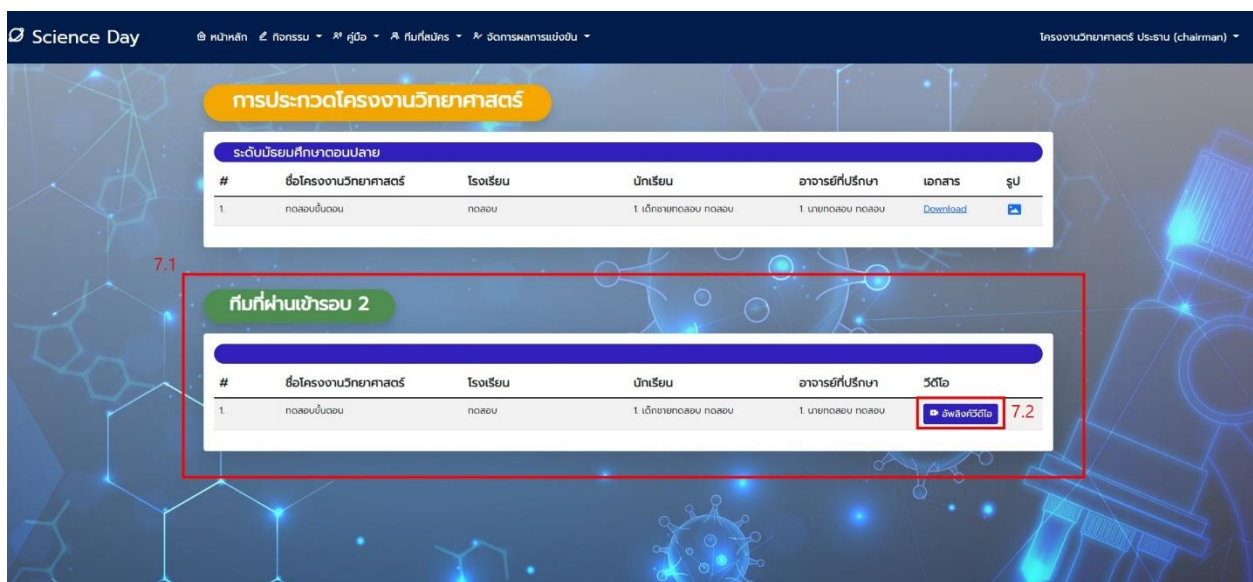 Science Day หน้าหลัก กิจกรรม คู่มือ ทีมที่สมัคร จัดการผลการแข่งขัน โครงงานวิทยาศาสตร์ ประธาน (chairman)
การประกวดโครงงานวิทยาศาสตร์
ระดับมัธยมศึกษาตอนปลาย
# ชื่อโครงงานวิทยาศาสตร์ โรงเรียน นักเรียน อาจารย์ที่ปรึกษา เอกสาร รูป
1. ทดสอบขั้นตอน ทดสอบ 1. เด็กชายทดสอบ ทดสอบ 1. นายทดสอบ ทดสอบ Download
7.1
ทีมที่ผ่านเข้ารอบ 2
# ชื่อโครงงานวิทยาศาสตร์ โรงเรียน นักเรียน อาจารย์ที่ปรึกษา วีดีโอ
1. ทดสอบขั้นตอน ทดสอบ 1. เด็กชายทดสอบ ทดสอบ 1. นายทดสอบ ทดสอบ อัพลิงค์วีดีโอ 7.2